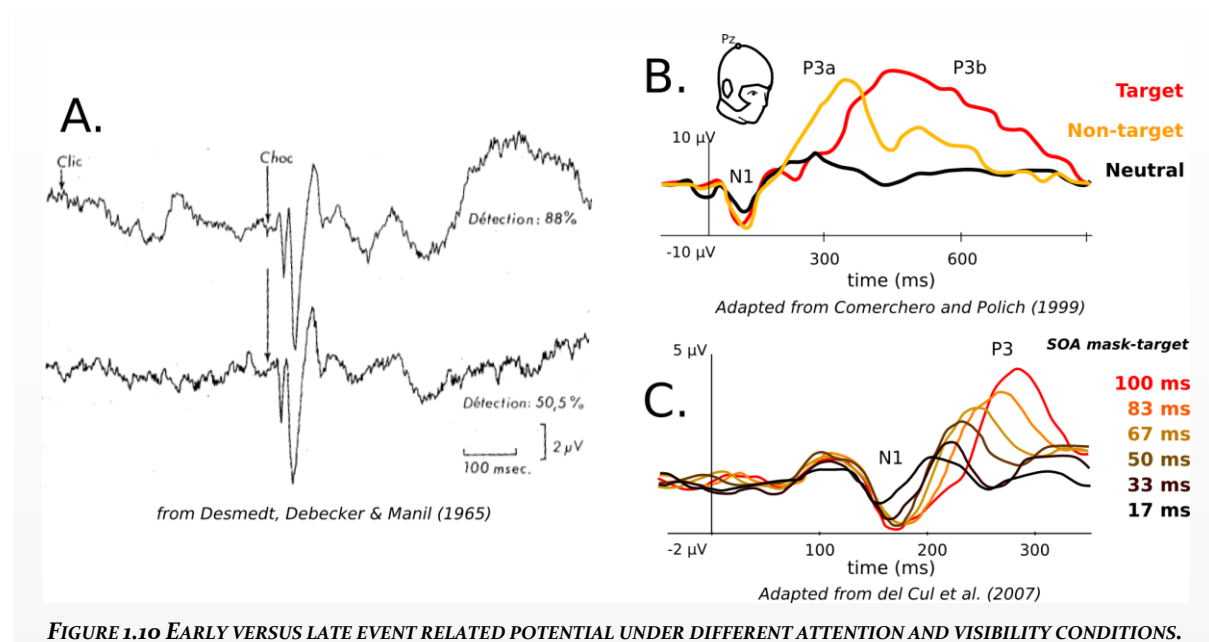 A.
Clic
Choc
Détection: 88%
Détection: 50,5%
2 µV
100 msec.
from Desmedt, Debecker & Manil (1965)
B.
Pz
P3a
P3b
Target
Non-target
Neutral
10 µV
N1
-10 µV
300
600
time (ms)
Adapted from Comerchero and Polich (1999)
C.
5 µV
P3
SOA mask-target
100 ms
83 ms
67 ms
50 ms
33 ms
17 ms
N1
-2 µV
100
200
300
time (ms)
Adapted from del Cul et al. (2007)
FIGURE 1.10 EARLY VERSUS LATE EVENT RELATED POTENTIAL UNDER DIFFERENT ATTENTION AND VISIBILITY CONDITIONS.